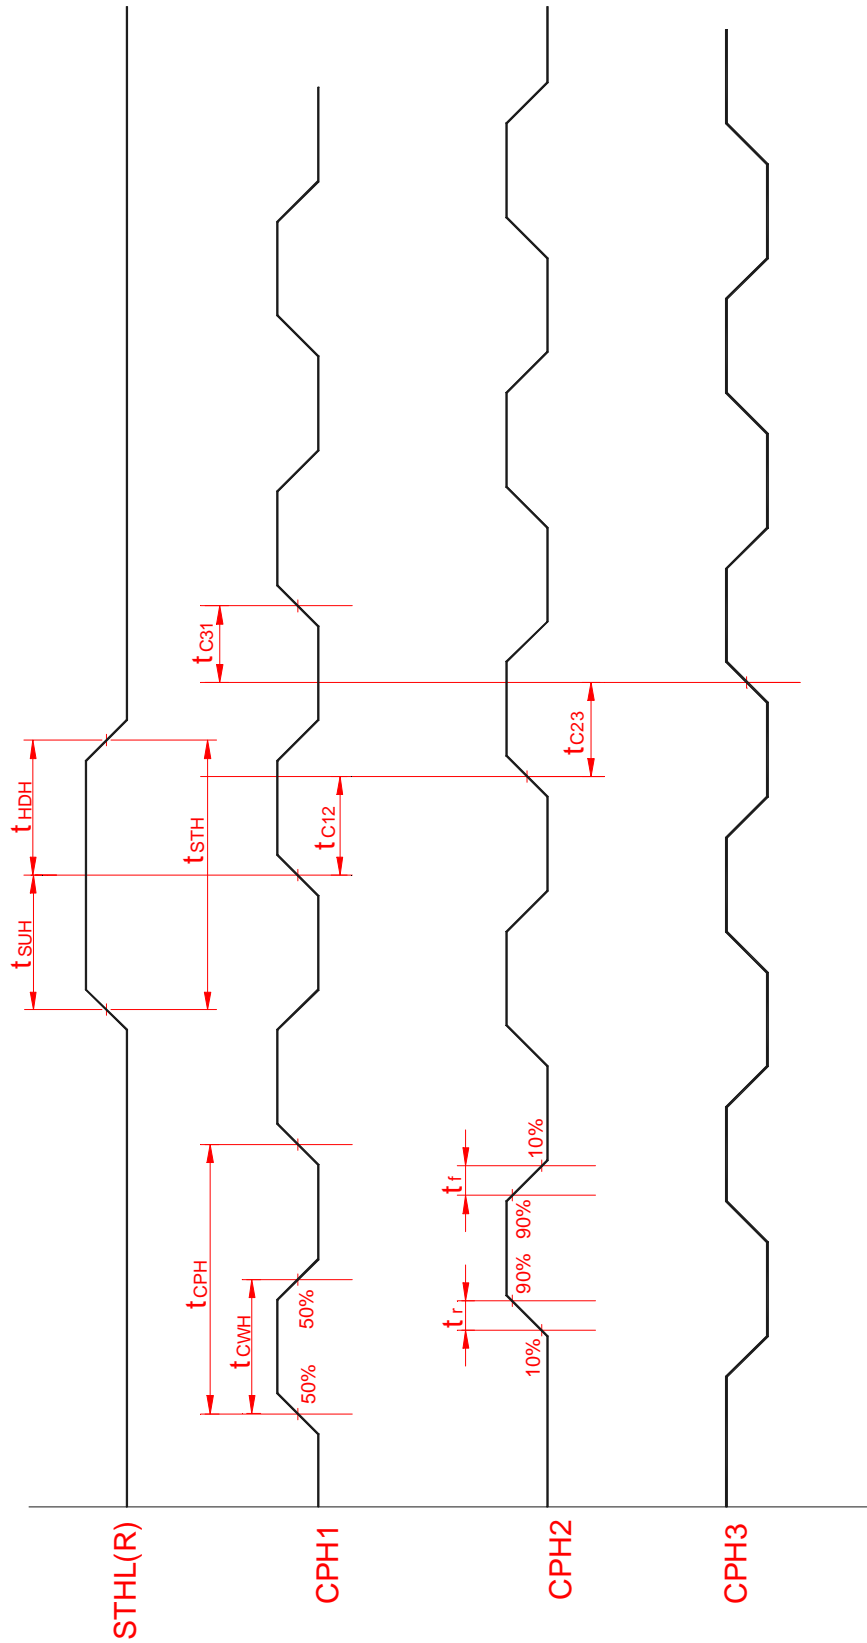 STHL(R)
tSUH
tHDH
tSTH
CPH1
tCPH
tCWH
50%
50%
tC12
tC31
CPH2
tr
tf
10%
90%
90%
10%
tC23
CPH3